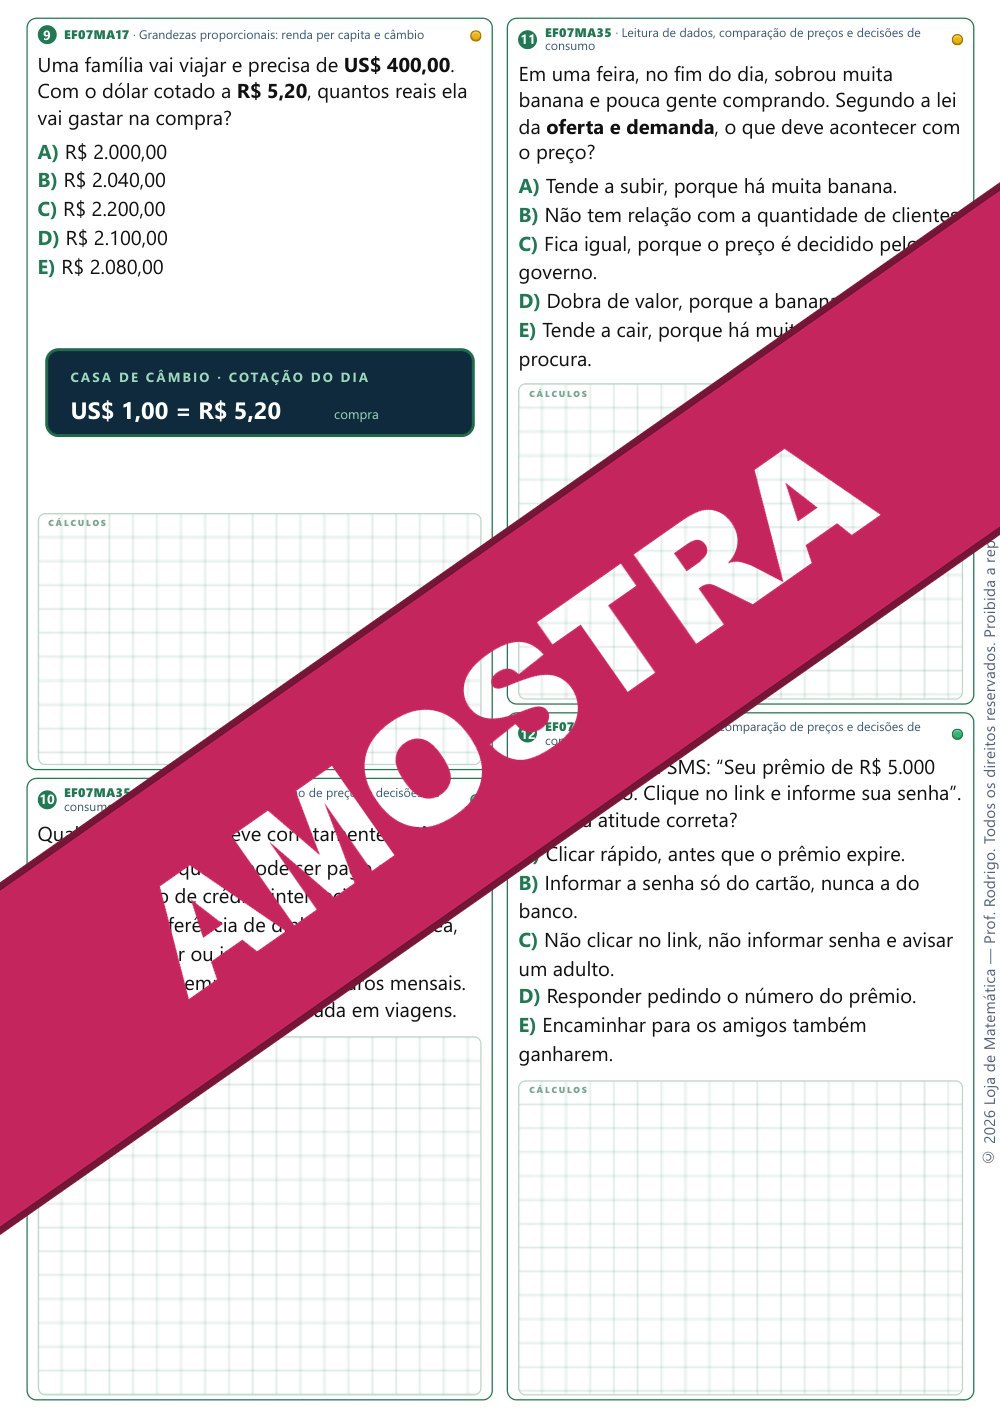 9 EF07MA17 · Grandezas proporcionais: renda per capita e câmbio
Uma família vai viajar e precisa de US$ 400,00.
Com o dólar cotado a R$ 5,20, quantos reais ela
vai gastar na compra?
A) R$ 2.000,00
B) R$ 2.040,00
C) R$ 2.200,00
D) R$ 2.100,00
E) R$ 2.080,00
CASA DE CÂMBIO · COTAÇÃO DO DIA
US$ 1,00 = R$ 5,20 compra
CÁLCULOS
10 EF07MA35
mensais.
em viagens.
11 EF07MA35 · Leitura de dados, comparação de preços e decisões de
consumo
Em uma feira, no fim do dia, sobrou muita
banana e pouca gente comprando. Segundo a lei
da oferta e demanda, o que deve acontecer com
o preço?
A) Tende a subir, porque há muita banana.
B) Não tem relação com a quantidade de clientes
C) Fica igual, porque o preço é decidido pelo
governo.
D) Dobra de valor, porque a banana
E) Tende a cair, porque há
procura.
CÁLCULOS
12 comparação de preços e decisões de
SMS: “Seu prêmio de R$ 5.000
Clique no link e informe sua senha”.
atitude correta?
Clicar rápido, antes que o prêmio expire.
B) Informar a senha só do cartão, nunca a do
banco.
C) Não clicar no link, não informar senha e avisar
um adulto.
D) Responder pedindo o número do prêmio.
E) Encaminhar para os amigos também
ganharem.
CÁLCULOS
AMOSTRA
© 2026 Loja de Matemática — Prof. Rodrigo. Todos os direitos reservados. Proibida a